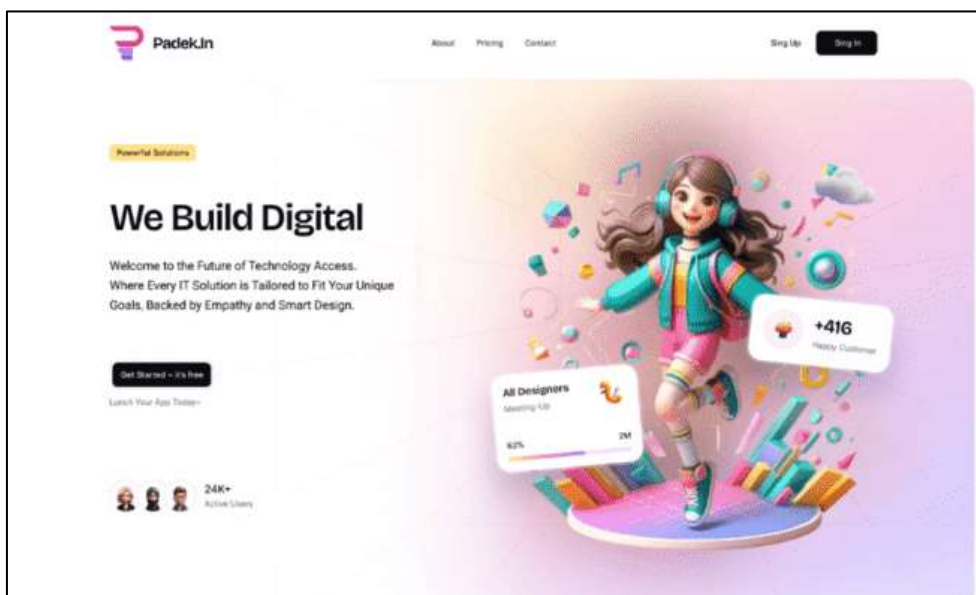 Padek.In
About Pricing Contact
Sing Up Sing In
Powerful Solutions
We Build Digital
Welcome to the Future of Technology Access.
Where Every IT Solution is Tailored to Fit Your Unique
Goals, Backed by Empathy and Smart Design.
Get Started – it's free
Lunch Your App Today–
24K+
Active Users
All Designers
Meeting Up
62% 2M
+416
Happy Customer